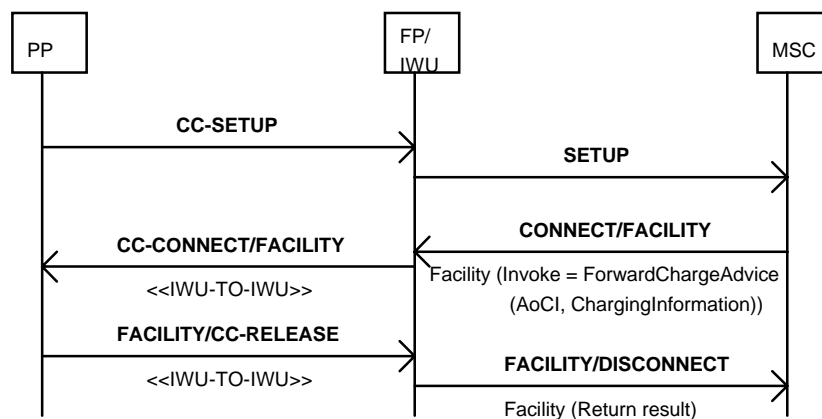 PP
FP/
IWU
MSC
CC-SETUP
SETUP
CONNECT/FACILITY
CC-CONNECT/FACILITY
Facility (Invoke = ForwardChargeAdvice
(AoCI, ChargingInformation))
<<IWU-TO-IWU>>
FACILITY/CC-RELEASE
FACILITY/DISCONNECT
<<IWU-TO-IWU>>
Facility (Return result)